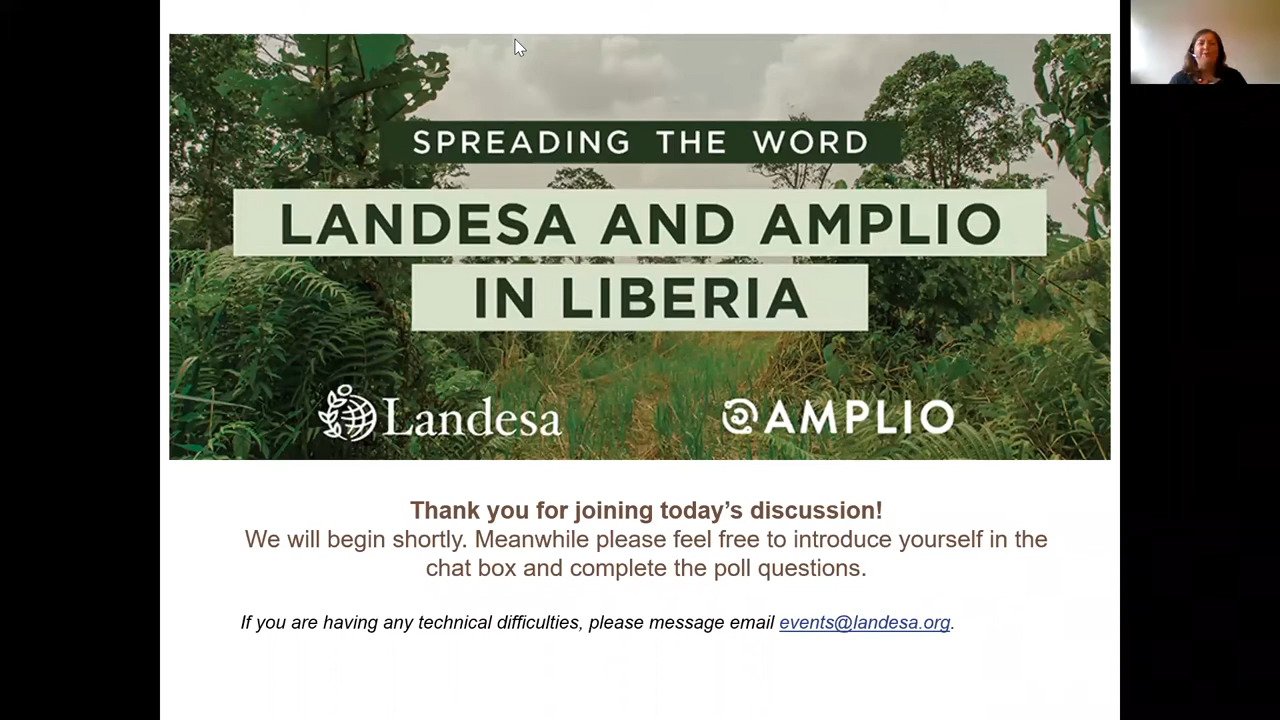 SPREADING THE WORD
LANDESA AND AMPLIO
IN LIBERIA
Landesa
AMPLIO
Thank you for joining today’s discussion!
We will begin shortly. Meanwhile please feel free to introduce yourself in the
chat box and complete the poll questions.
If you are having any technical difficulties, please message email events@landesa.org.